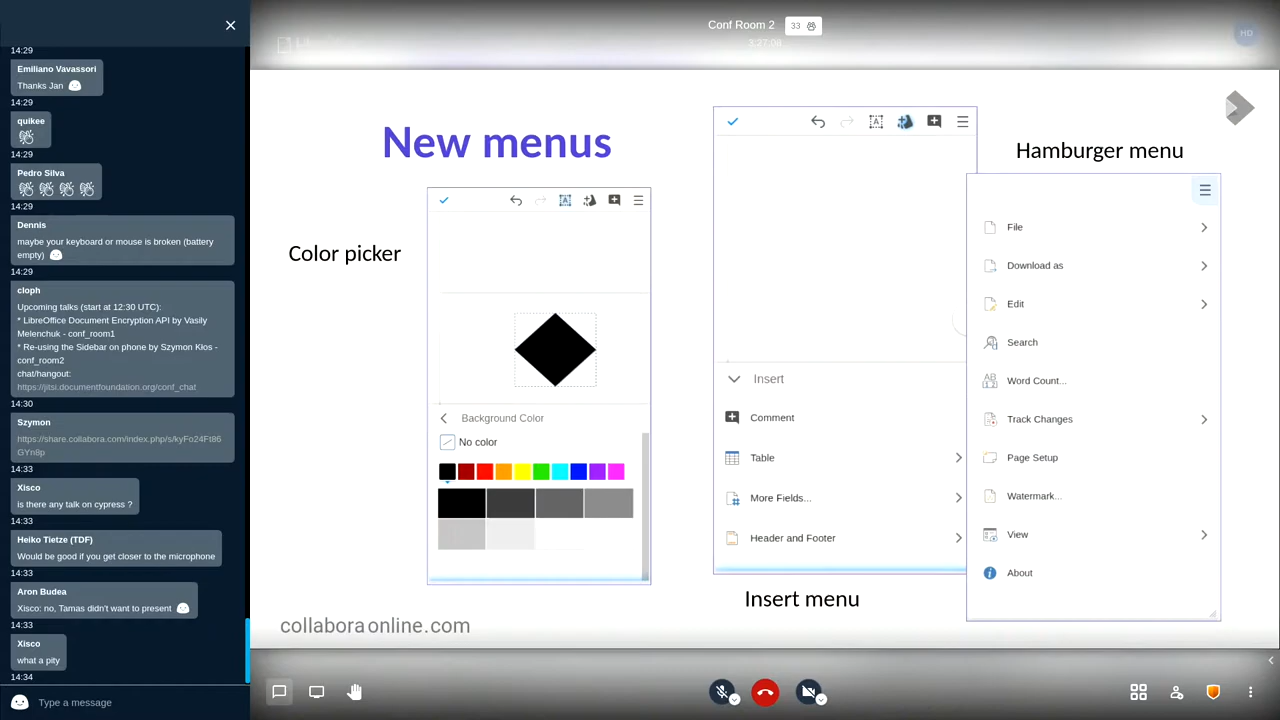 14:29
Emiliano Vavassori
Thanks Jan
14:29
quikee
14:29
Pedro Silva
14:29
Dennis
maybe your keyboard or mouse is broken (battery
empty)
14:29
cloph
Upcoming talks (start at 12:30 UTC):
* LibreOffice Document Encryption API by Vasily
Melenchuk - conf_room1
* Re-using the Sidebar on phone by Szymon Kłos -
conf_room2
chat/hangout:
https://jitsi.documentfoundation.org/conf_chat
14:30
Szymon
https://share.collabora.com/index.php/s/kyFo24Ft86
GYn8p
14:33
Xisco
is there any talk on cypress ?
14:33
Heiko Tietze (TDF)
Would be good if you get closer to the microphone
14:33
Aron Budea
Xisco: no, Tamas didn't want to present
14:33
Xisco
what a pity
14:34
Type a message
Conf Room 2
33
3:27:08
HD
New menus
Color picker
Background Color
No color
Insert
Comment
Table
More Fields...
Header and Footer
Insert menu
Hamburger menu
File
Download as
Edit
Search
Word Count...
Track Changes
Page Setup
Watermark...
View
About
collaboraonline.com